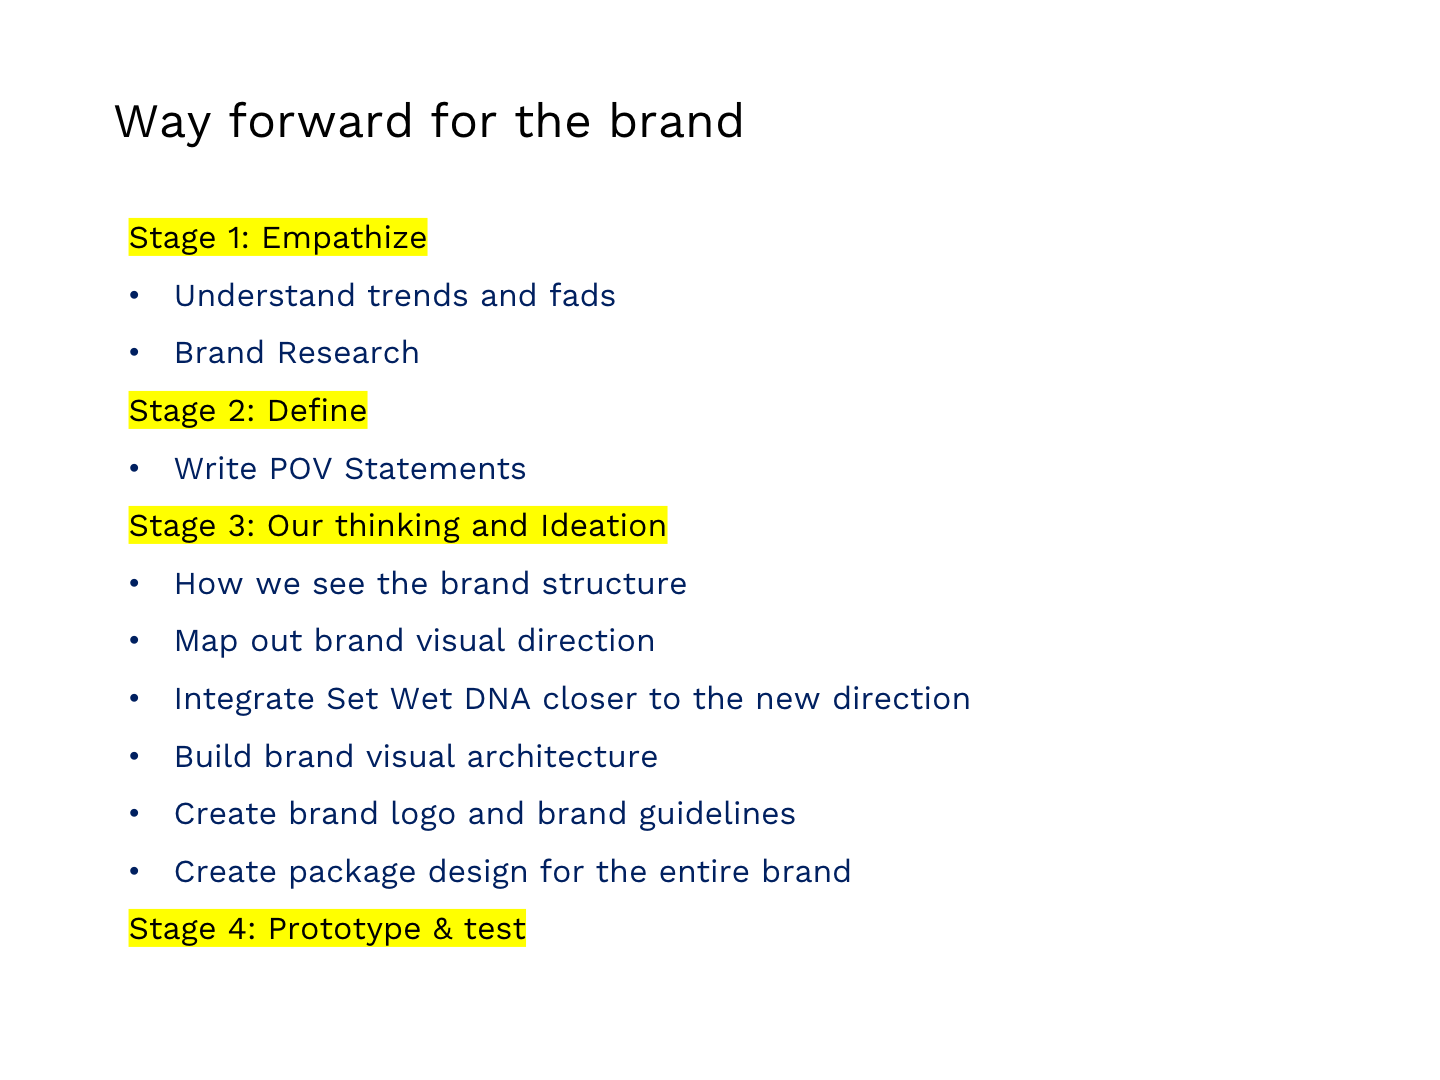 Way forward for the brand
Stage 1: Empathize
• Understand trends and fads
• Brand Research
Stage 2: Define
• Write POV Statements
Stage 3: Our thinking and Ideation
• How we see the brand structure
• Map out brand visual direction
• Integrate Set Wet DNA closer to the new direction
• Build brand visual architecture
• Create brand logo and brand guidelines
• Create package design for the entire brand
Stage 4: Prototype & test